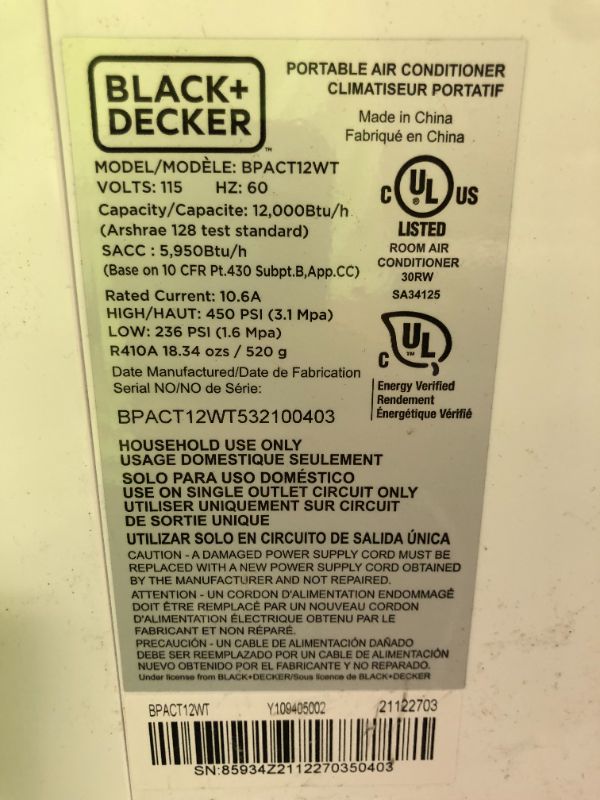 BLACK+
DECKER™
PORTABLE AIR CONDITIONER
CLIMATISEUR PORTATIF
Made in China
Fabriqué en China
MODEL/MODÈLE: BPACT12WT
VOLTS: 115 HZ: 60
Capacity/Capacite: 12,000Btu/h
(Arshrae 128 test standard)
SACC : 5,950Btu/h
(Base on 10 CFR Pt.430 Subpt.B,App.CC)
C UL ® US
LISTED
ROOM AIR
CONDITIONER
30RW
SA34125
Rated Current: 10.6A
HIGH/HAUT: 450 PSI (3.1 Mpa)
LOW: 236 PSI (1.6 Mpa)
R410A 18.34 ozs / 520 g
C UL ™
Energy Verified
Rendement
Énergétique Vérifié
Date Manufactured/Date de Fabrication
Serial NO/NO de Série:
BPACT12WT532100403
HOUSEHOLD USE ONLY
USAGE DOMESTIQUE SEULEMENT
SOLO PARA USO DOMÉSTICO
USE ON SINGLE OUTLET CIRCUIT ONLY
UTILISER UNIQUEMENT SUR CIRCUIT
DE SORTIE UNIQUE
UTILIZAR SOLO EN CIRCUITO DE SALIDA ÚNICA
CAUTION - A DAMAGED POWER SUPPLY CORD MUST BE
REPLACED WITH A NEW POWER SUPPLY CORD OBTAINED
BY THE MANUFACTURER AND NOT REPAIRED.
ATTENTION - UN CORDON D'ALIMENTATION ENDOMMAGÉ
DOIT ÊTRE REMPLACÉ PAR UN NOUVEAU CORDON
D'ALIMENTATION ÉLECTRIQUE OBTENU PAR LE
FABRICANT ET NON RÉPARÉ.
PRECAUCIÓN - UN CABLE DE ALIMENTACIÓN DAÑADO
DEBE SER REEMPLAZADO POR UN CABLE DE ALIMENTACIÓN
NUEVO OBTENIDO POR EL FABRICANTE Y NO REPARADO.
Under license from BLACK+DECKER/Sous licence de BLACK+DECKER
BPACT12WT Y109405002 21122703
SN:85934Z2112270350403